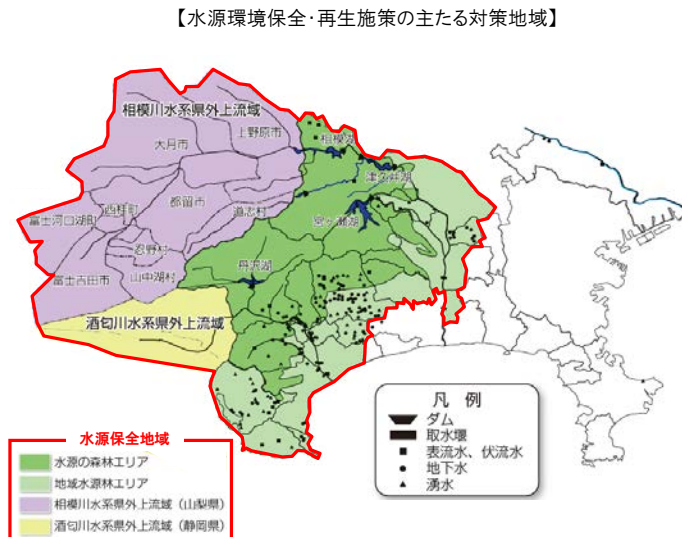 【水源環境保全・再生施策の主たる対策地域】
相模川水系県外上流域
上野原市
大月市
相模湖
津久井湖
都留市
西桂町
道志村
富士河口湖町
宮ヶ瀬湖
忍野村
丹沢湖
富士吉田市
山中湖村
酒匂川水系県外上流域
凡 例
ダム
取水堰
表流水、伏流水
地下水
湧水
水源保全地域
水源の森林エリア
地域水源林エリア
相模川水系県外上流域（山梨県）
酒匂川水系県外上流域（静岡県）